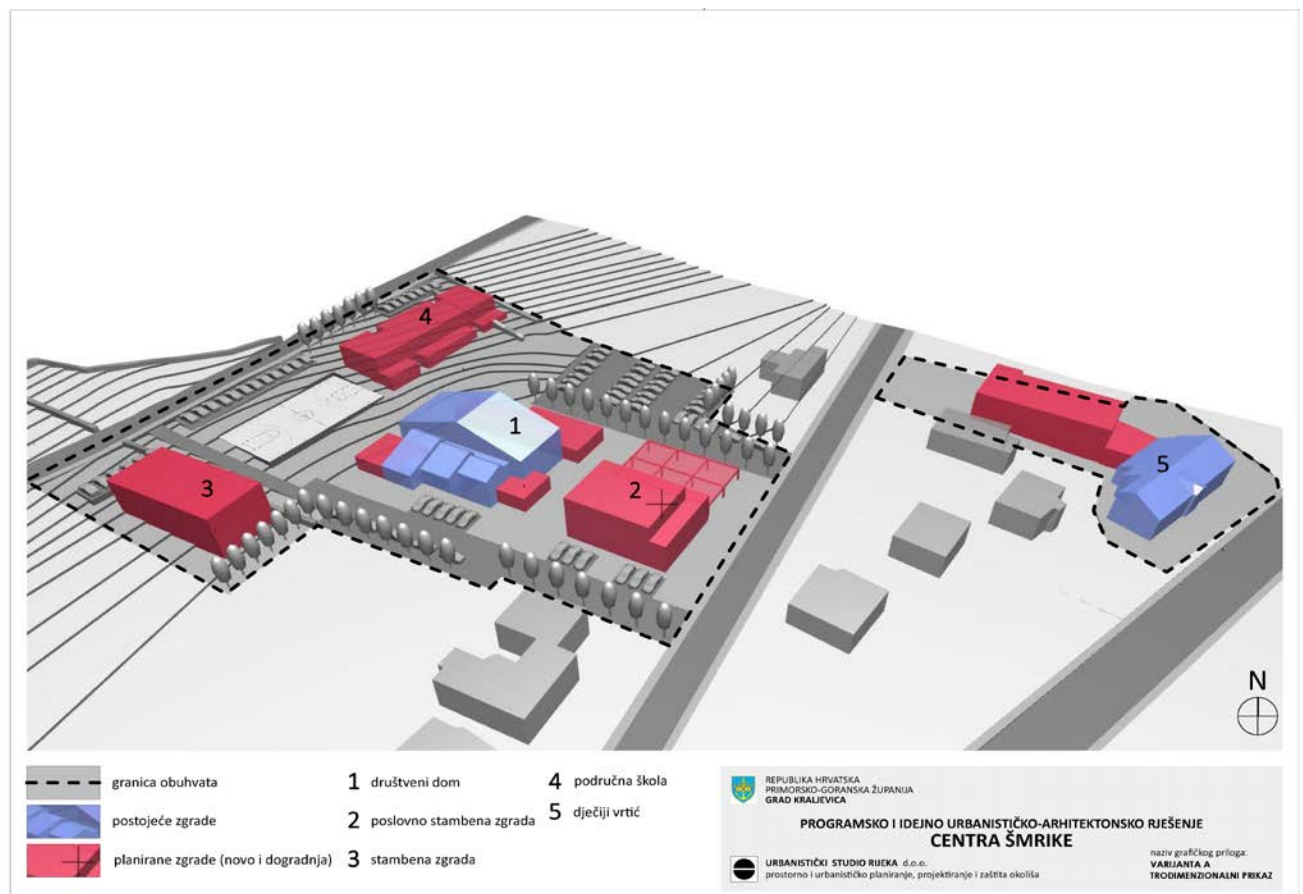 4
1
3
2
5
N
granica obuhvata
postojeće zgrade
planirane zgrade (novo i dogradnja)
1 društveni dom
2 poslovno stambena zgrada
3 stambena zgrada
4 područna škola
5 dječiji vrtić
REPUBLIKA HRVATSKA
PRIMORSKO-GORANSKA ŽUPANIJA
GRAD KRALJEVICA
PROGRAMSKO I IDEJNO URBANISTIČKO-ARHITEKTONSKO RJEŠENJE
CENTRA ŠMRIKE
URBANISTIČKI STUDIO RIJEKA d.o.o.
prostorno i urbanističko planiranje, projektiranje i zaštita okoliša
naziv grafičkog priloga:
VARIJANTA A
TRODIMENZIONALNI PRIKAZ